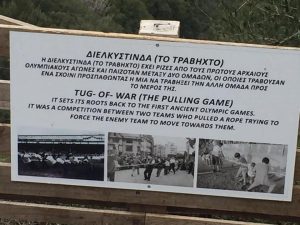 ΔΙΕΛΚΥΣΤΙΝΔΑ (ΤΟ ΤΡΑΒΗΧΤΟ)
Η ΔΙΕΛΚΥΣΤΙΝΔΑ (ΤΟ ΤΡΑΒΗΚΤΟ) ΕΧΕΙ ΡΙΖΕΣ ΑΠΟ ΤΟΥΣ ΠΡΩΤΟΥΣ ΑΡΧΑΙΟΥΣ
ΟΛΥΜΠΙΑΚΟΥΣ ΑΓΩΝΕΣ ΚΑΙ ΠΑΙΖΟΤΑΝ ΜΕΤΑΞΥ ΔΥΟ ΟΜΑΔΩΝ, ΟΙ ΟΠΟΙΕΣ ΤΡΑΒΟΥΣΑΝ
ΕΝΑ ΣΧΟΙΝΙ ΠΡΟΣΠΑΘΩΝΤΑΣ Η ΜΙΑ ΝΑ ΤΡΑΒΗΞΕΙ ΤΗΝ ΑΛΛΗ ΟΜΑΔΑ ΠΡΟΣ
ΤΟ ΜΕΡΟΣ ΤΗΣ.
TUG- OF- WAR (THE PULLING GAME)
IT SETS ITS ROOTS BACK TO THE FIRST ANCIENT OLYMPIC GAMES.
IT WAS A COMPETITION BETWEEN TWO TEAMS WHO PULLED A ROPE TRYING TO
FORCE THE ENEMY TEAM TO MOVE TOWARDS THEM.